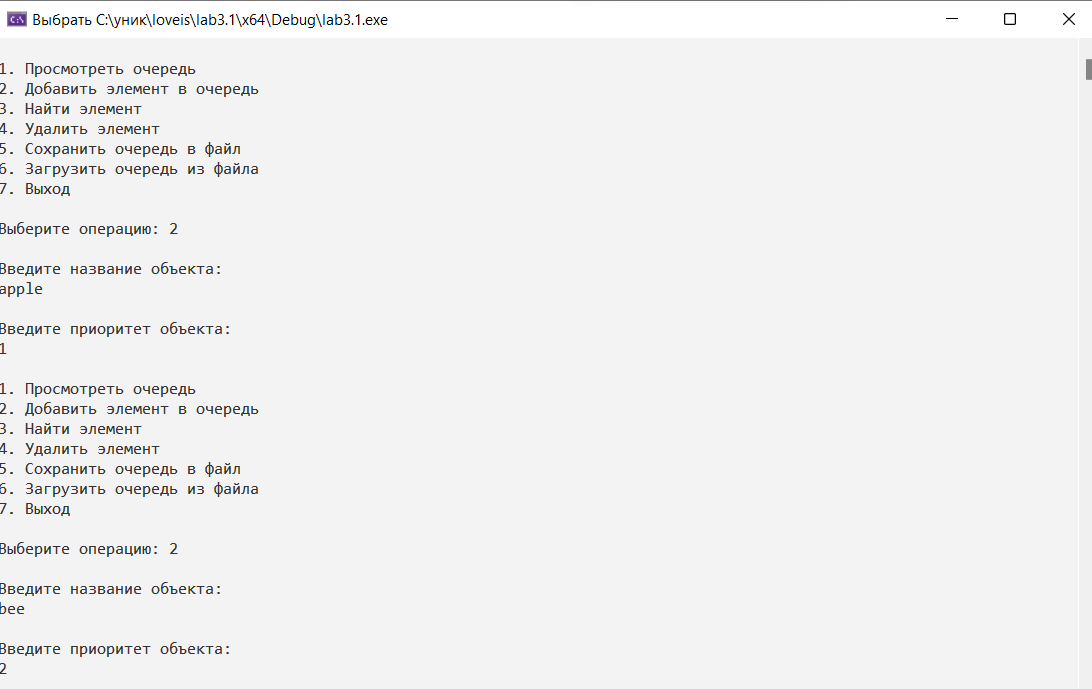 Выбрать C:\уник\loveis\lab3.1\x64\Debug\lab3.1.exe
1. Просмотреть очередь
2. Добавить элемент в очередь
3. Найти элемент
4. Удалить элемент
5. Сохранить очередь в файл
6. Загрузить очередь из файла
7. Выход
Выберите операцию: 2
Введите название объекта:
apple
Введите приоритет объекта:
1
1. Просмотреть очередь
2. Добавить элемент в очередь
3. Найти элемент
4. Удалить элемент
5. Сохранить очередь в файл
6. Загрузить очередь из файла
7. Выход
Выберите операцию: 2
Введите название объекта:
bee
Введите приоритет объекта:
2